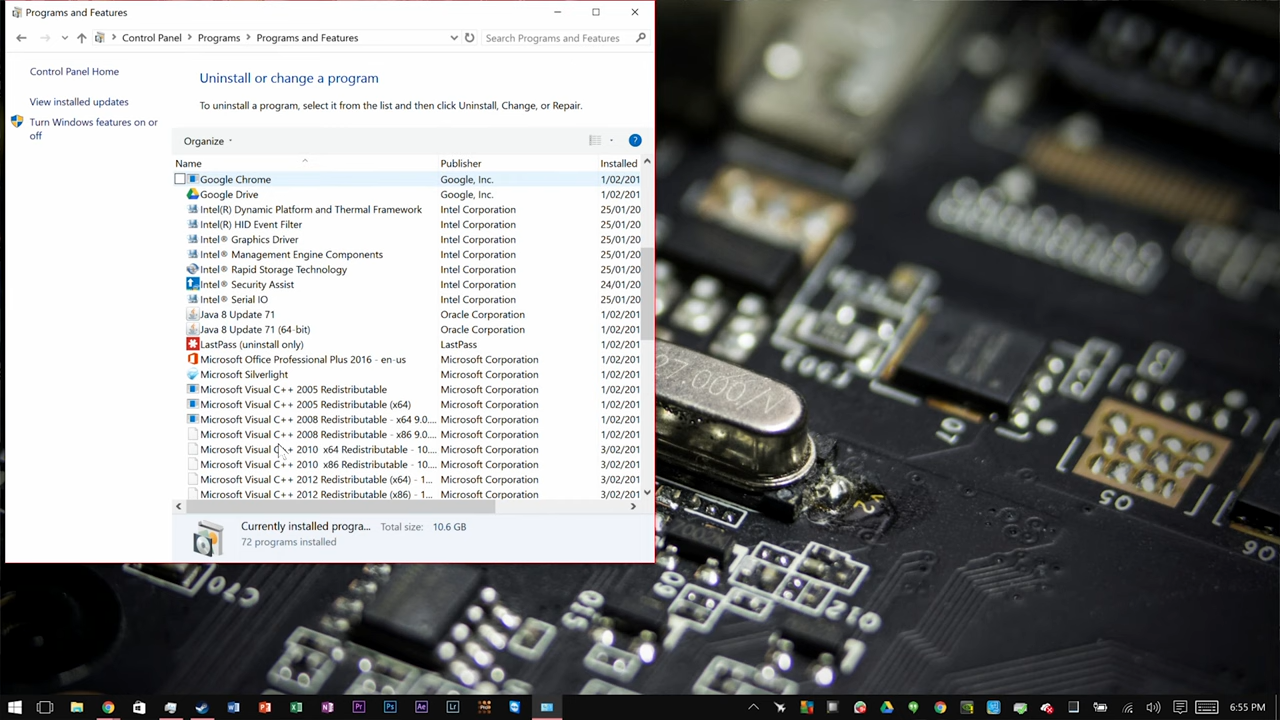 Programs and Features
Control Panel Programs Programs and Features
Search Programs and Features
Control Panel Home
View installed updates
Turn Windows features on or
off
Uninstall or change a program
To uninstall a program, select it from the list and then click Uninstall, Change, or Repair.
Organize
Name Publisher Installed
Google Chrome Google, Inc. 1/02/201
Google Drive Google, Inc. 1/02/201
Intel(R) Dynamic Platform and Thermal Framework Intel Corporation 25/01/20
Intel(R) HID Event Filter Intel Corporation 25/01/20
Intel® Graphics Driver Intel Corporation 25/01/20
Intel® Management Engine Components Intel Corporation 25/01/20
Intel® Rapid Storage Technology Intel Corporation 25/01/20
Intel® Security Assist Intel Corporation 24/01/20
Intel® Serial IO Intel Corporation 25/01/20
Java 8 Update 71 Oracle Corporation 1/02/201
Java 8 Update 71 (64-bit) Oracle Corporation 1/02/201
LastPass (uninstall only) LastPass 1/02/201
Microsoft Office Professional Plus 2016 - en-us Microsoft Corporation 1/02/201
Microsoft Silverlight Microsoft Corporation 1/02/201
Microsoft Visual C++ 2005 Redistributable Microsoft Corporation 1/02/201
Microsoft Visual C++ 2005 Redistributable (x64) Microsoft Corporation 1/02/201
Microsoft Visual C++ 2008 Redistributable - x64 9.0.... Microsoft Corporation 1/02/201
Microsoft Visual C++ 2008 Redistributable - x86 9.0.... Microsoft Corporation 1/02/201
Microsoft Visual C++ 2010 x64 Redistributable - 10.... Microsoft Corporation 3/02/201
Microsoft Visual C++ 2010 x86 Redistributable - 10.... Microsoft Corporation 3/02/201
Microsoft Visual C++ 2012 Redistributable (x64) - 1... Microsoft Corporation 3/02/201
Microsoft Visual C++ 2012 Redistributable (x86) - 1... Microsoft Corporation 3/02/201
Currently installed progra... Total size: 10.6 GB
72 programs installed
C70
6:55 PM